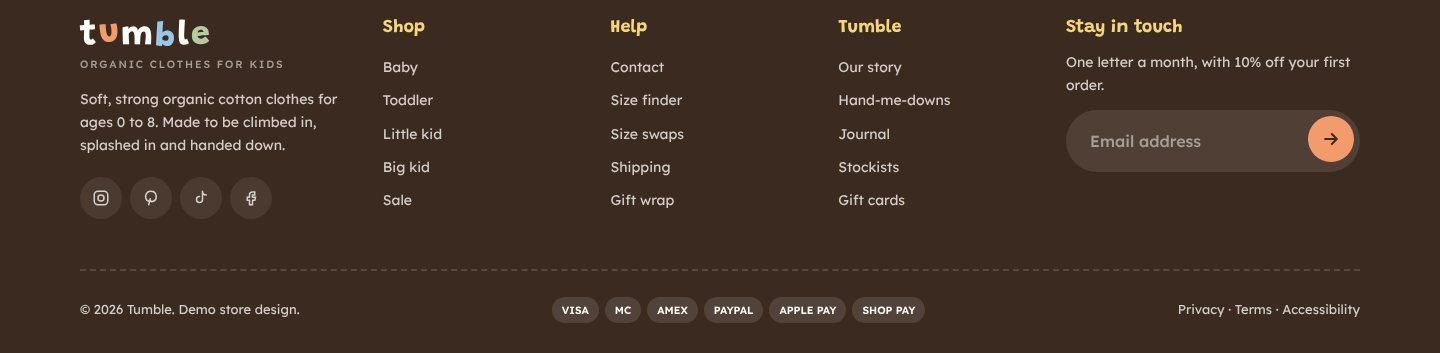 tumble
ORGANIC CLOTHES FOR KIDS
Soft, strong organic cotton clothes for
ages 0 to 8. Made to be climbed in,
splashed in and handed down.
Shop
Baby
Toddler
Little kid
Big kid
Sale
Help
Contact
Size finder
Size swaps
Shipping
Gift wrap
Tumble
Our story
Hand-me-downs
Journal
Stockists
Gift cards
Stay in touch
One letter a month, with 10% off your first
order.
Email address
© 2026 Tumble. Demo store design.
VISA
MC
AMEX
PAYPAL
APPLE PAY
SHOP PAY
Privacy · Terms · Accessibility